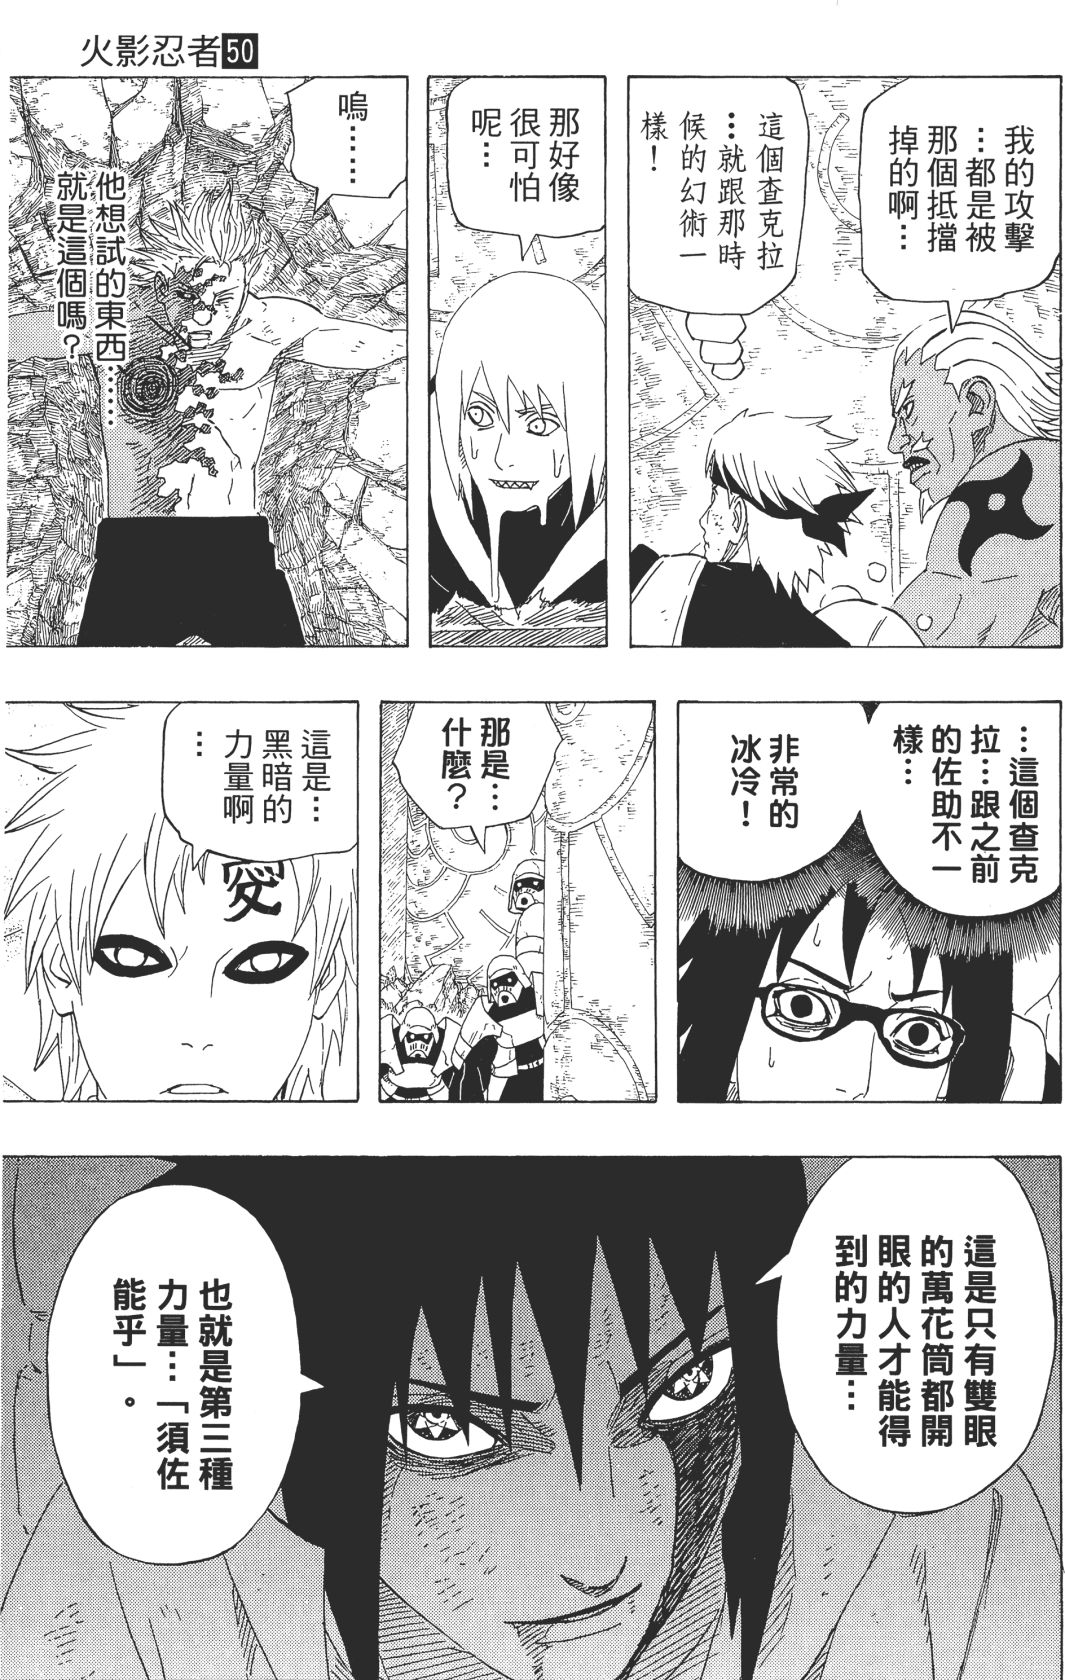 火影忍者50
我的攻擊
…都是被
那個抵擋
掉的啊…
這個查克拉
…就跟那時
候的幻術一
樣！
那好像
很可怕
呢…
嗚……
他想試的東西……
就是這個嗎？
…這個查克
拉…跟之前
的佐助不一
樣…
非常的
冰冷！
那是…
什麼？
這是…
黑暗的
力量啊
…
愛
這是只有雙眼
的萬花筒都開
眼的人才能得
到的力量…
也就是第三種
力量…「須佐
能乎」。